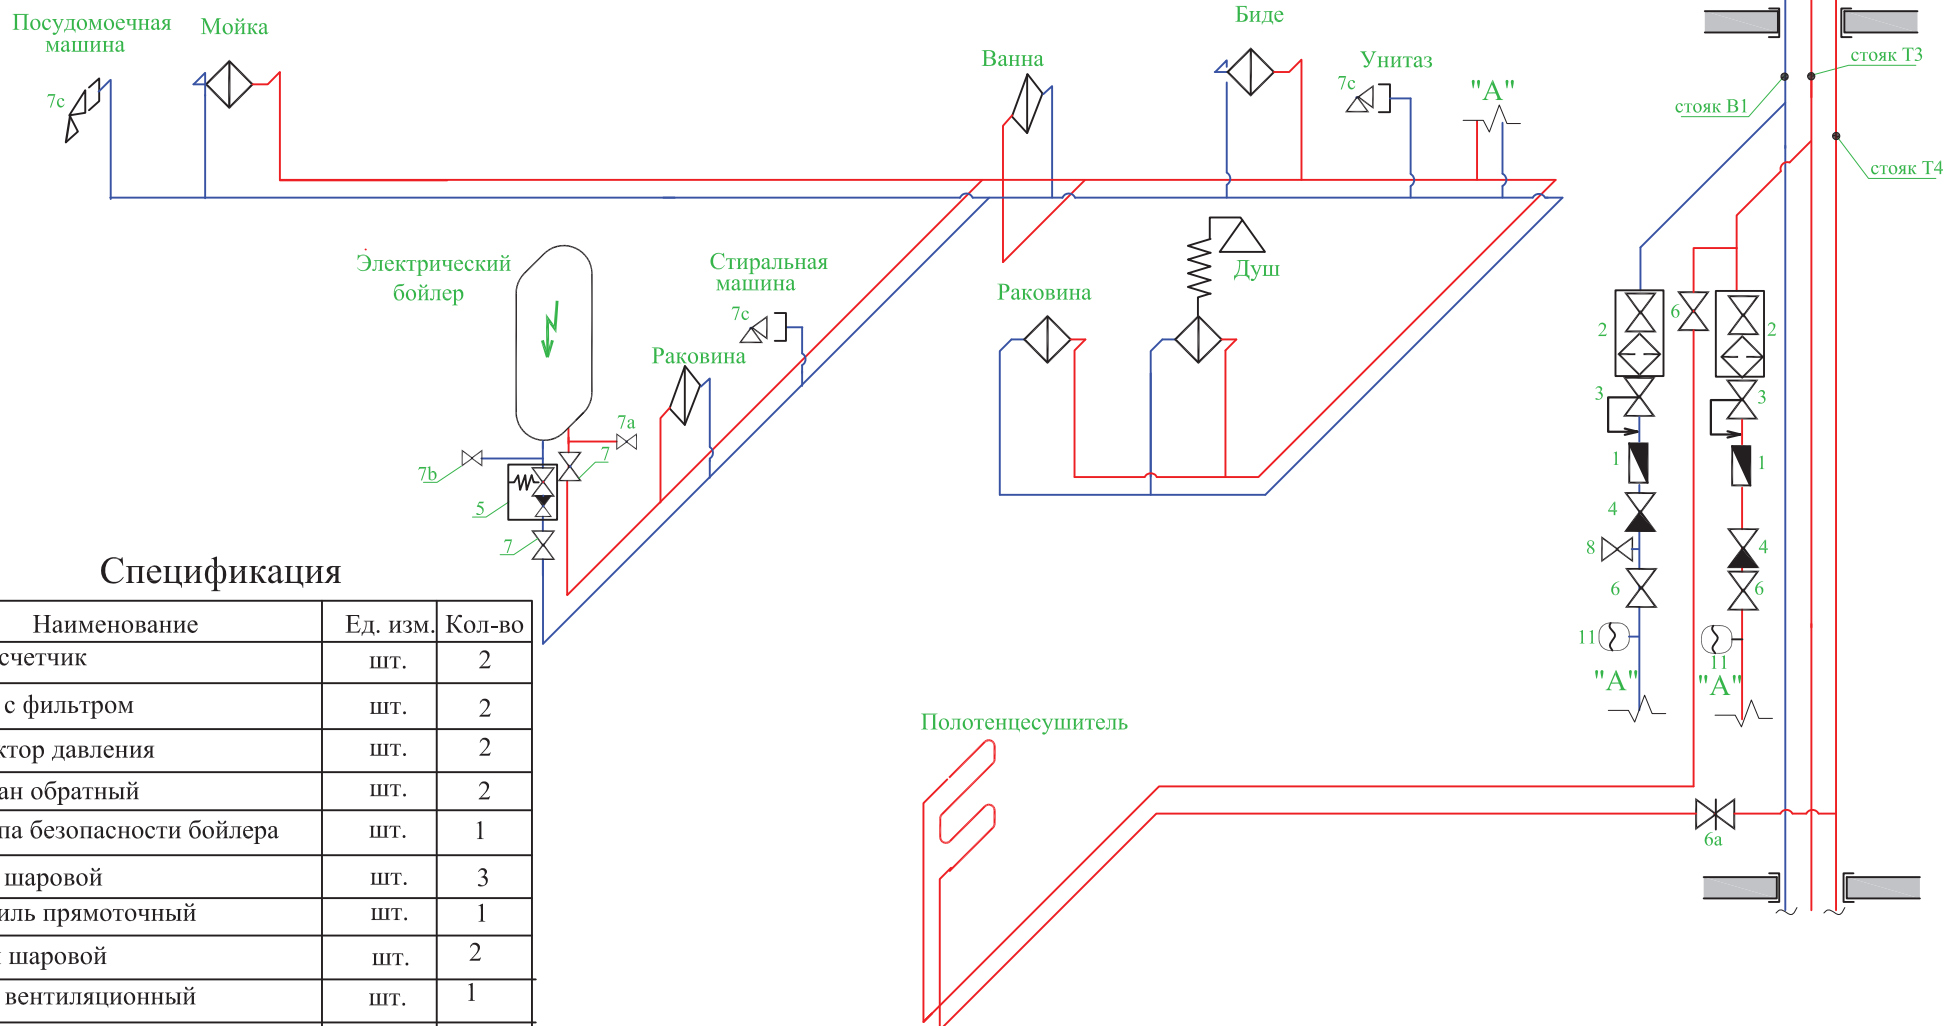 Посудомоечная
машина
Мойка
7с
Ванна
Биде
Унитаз
7с
"А"
стояк Т3
стояк В1
стояк Т4
Электрический
бойлер
Стиральная
машина
7с
Раковина
Раковина
Душ
7а
7
7b
5
7
2
6
2
3
3
1
1
4
4
8
6
6
11
11
"А"
"А"
Полотенцесушитель
6а
Спецификация
Наименование Ед. изм. Кол-во
счетчик шт. 2
с фильтром шт. 2
ктор давления шт. 2
ан обратный шт. 2
па безопасности бойлера шт. 1
шаровой шт. 3
иль прямоточный шт. 1
шаровой шт. 2
вентиляционный шт. 1